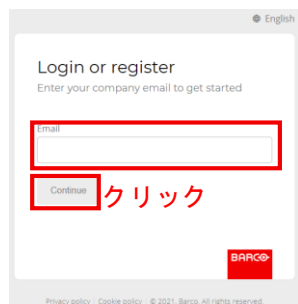 English
Login or register
Enter your company email to get started
Email
Continue クリック
BARCO
Privacy policy | Cookie policy | © 2021. Barco. All rights reserved.